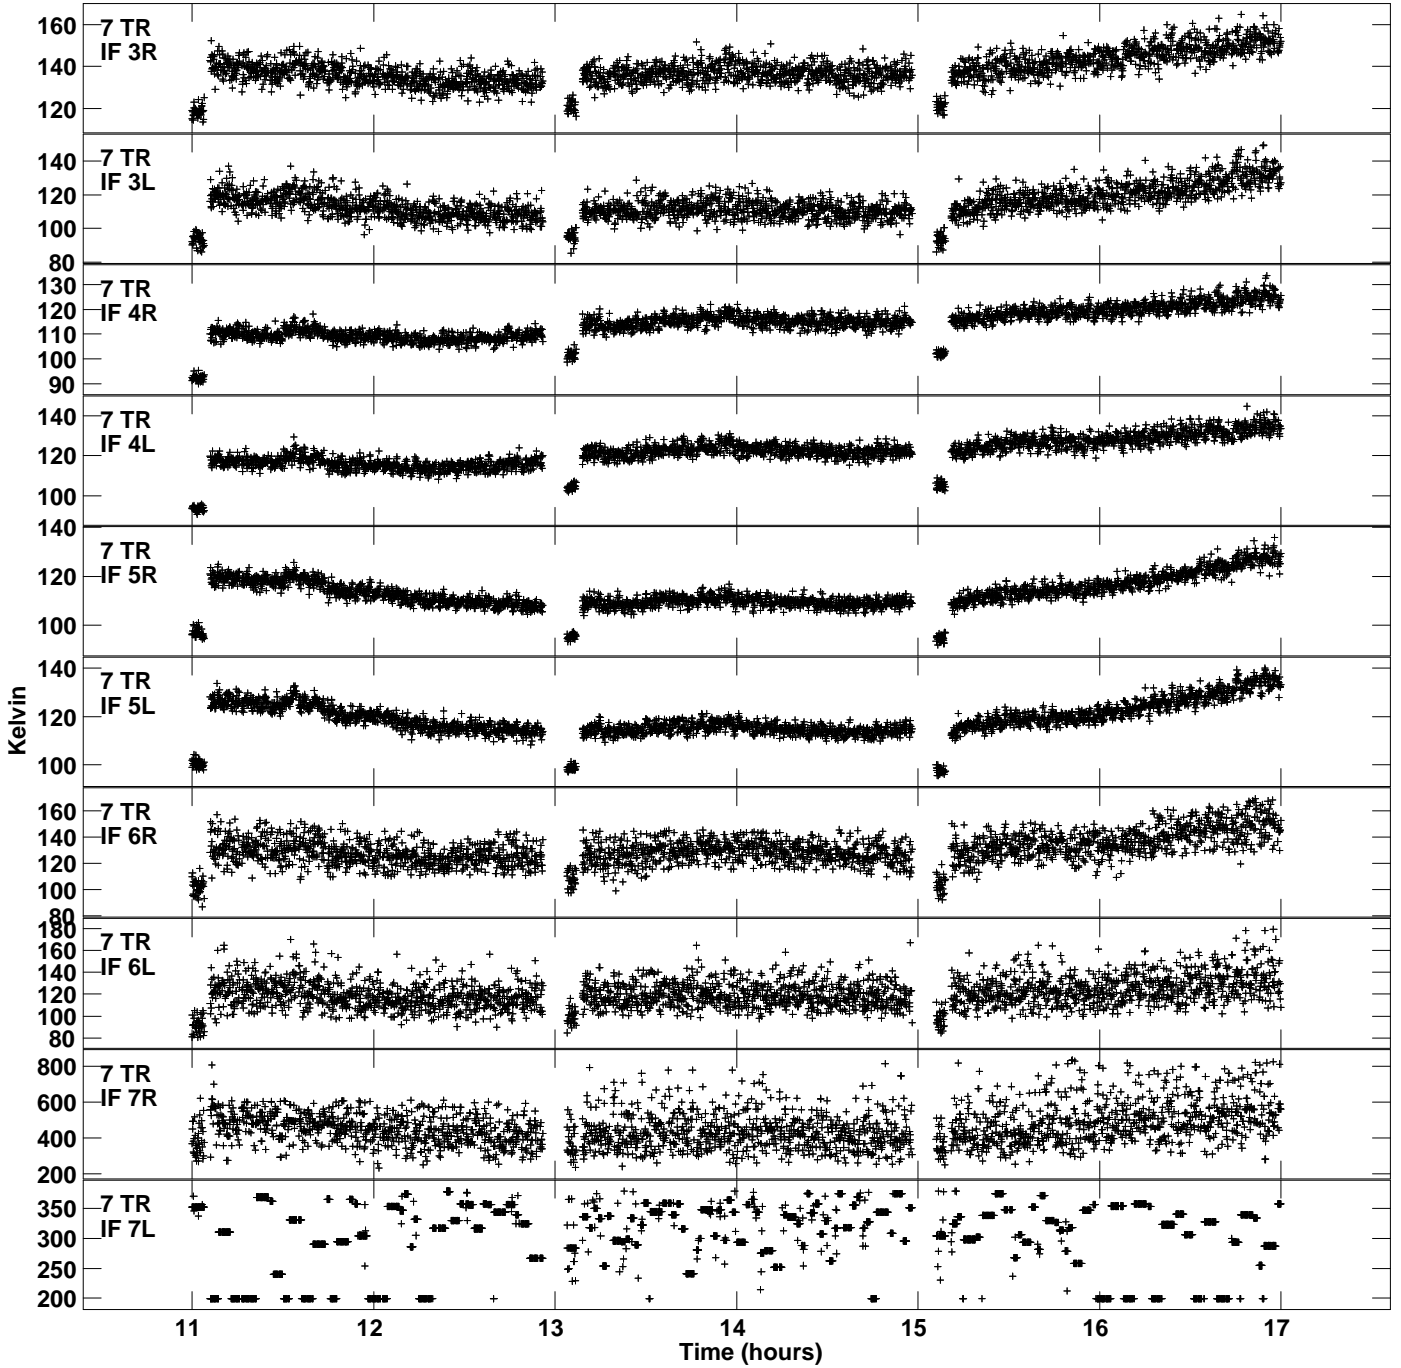 7 TR
IF 3R
160
140
120
7 TR
IF 3L
140
120
100
80
7 TR
IF 4R
130
120
110
100
90
7 TR
IF 4L
140
120
100
7 TR
IF 5R
140
120
100
7 TR
IF 5L
140
120
100
7 TR
IF 6R
160
140
120
100
80
7 TR
IF 6L
180
160
140
120
100
80
7 TR
IF 7R
800
600
400
200
7 TR
IF 7L
350
300
250
200
Kelvin
11 12 13 14 15 16 17
Time (hours)